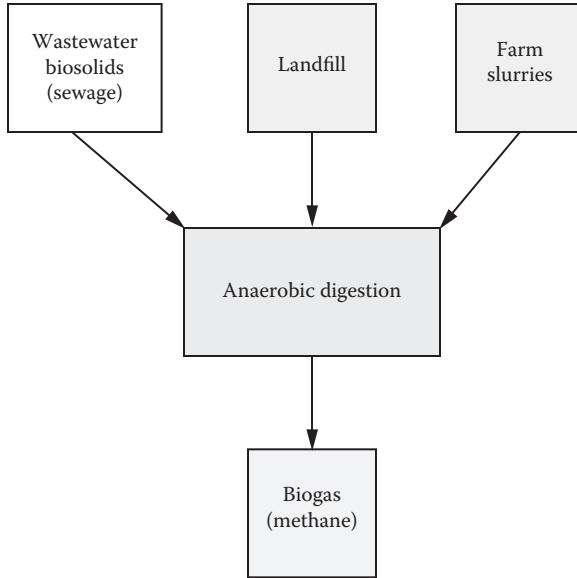 Wastewater
biosolids
(sewage)
Landfill
Farm
slurries
Anaerobic digestion
Biogas
(methane)